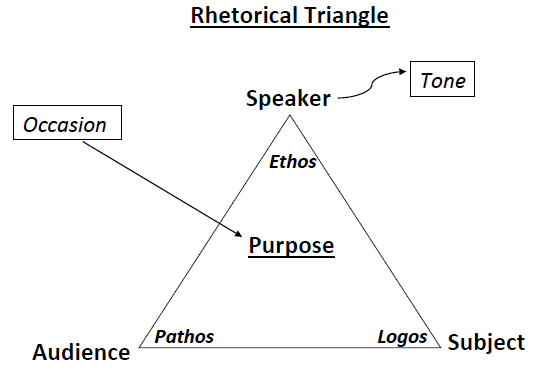 Rhetorical Triangle
Tone
Speaker
Occasion
Ethos
Purpose
Pathos
Logos
Subject
Audience